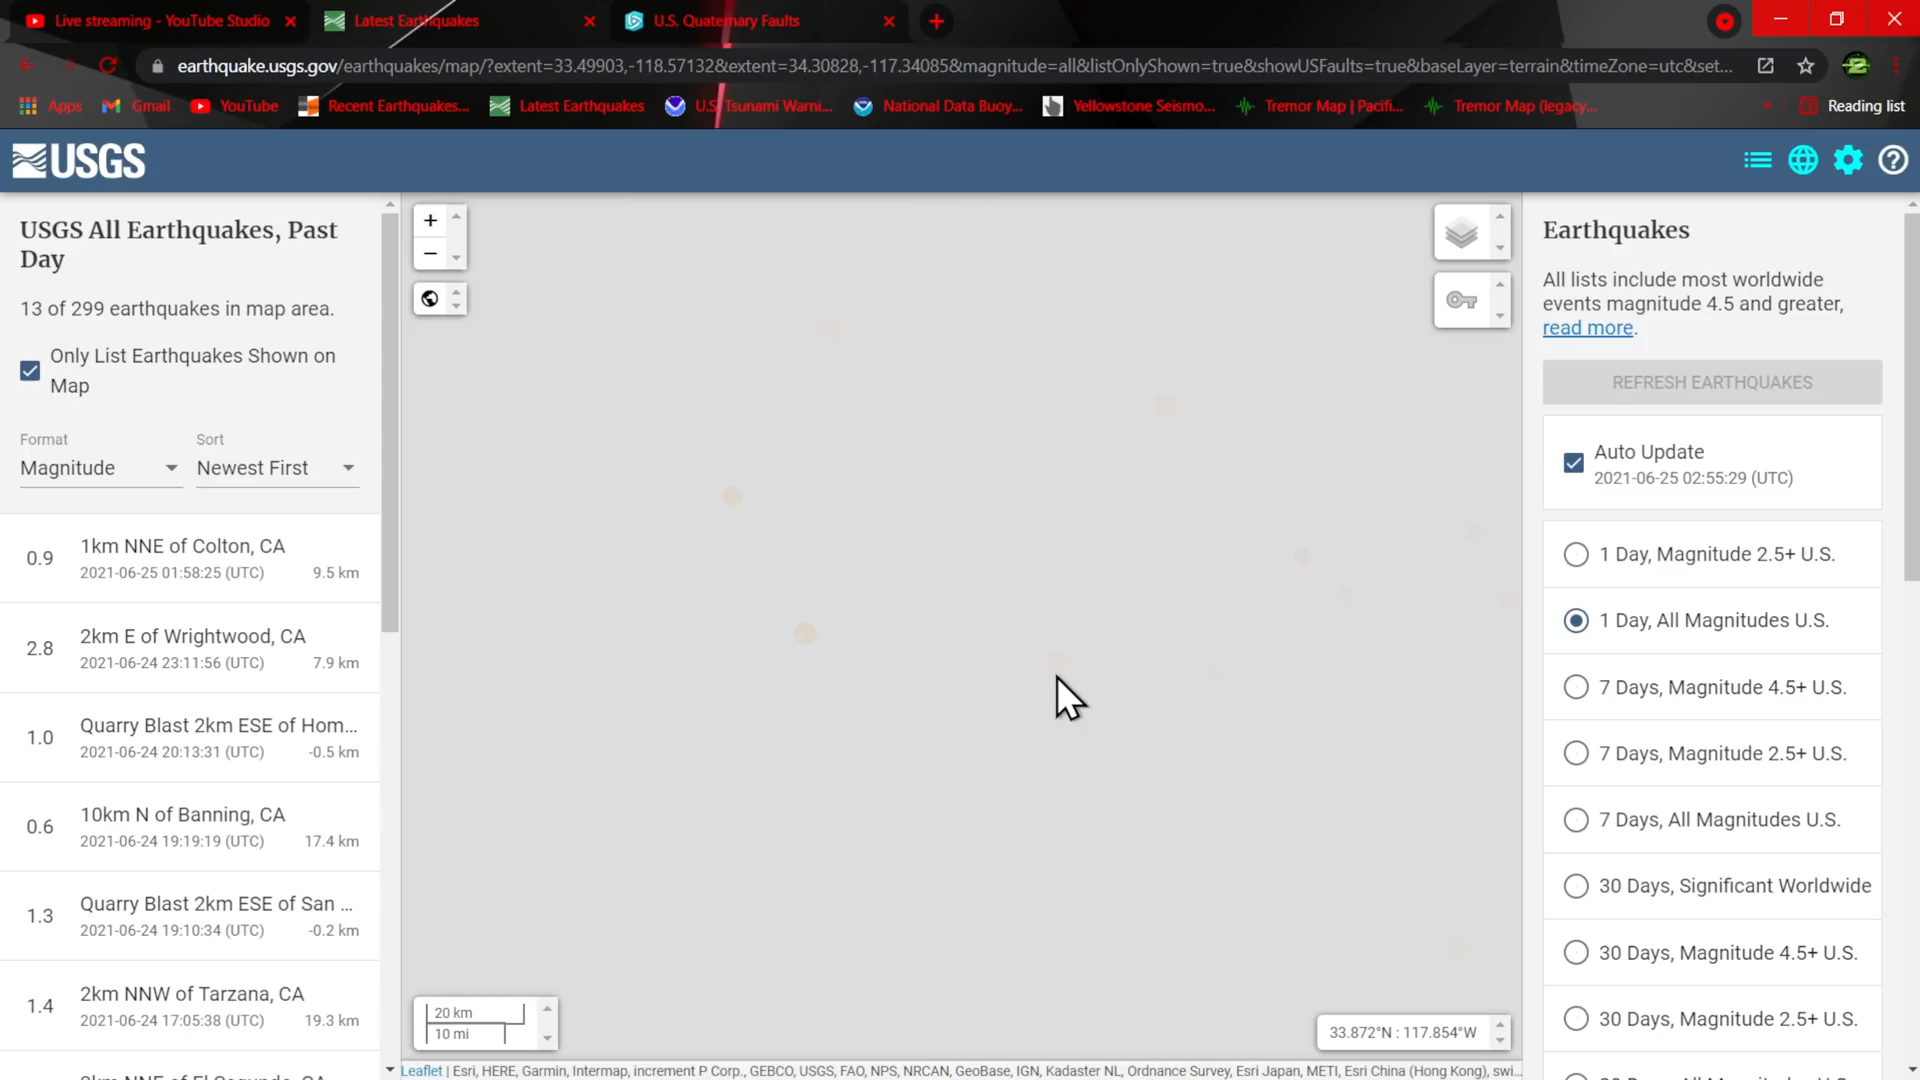 Live streaming - YouTube Studio
Latest Earthquakes
U.S. Quaternary Faults
earthquake.usgs.gov/earthquakes/map/?extent=33.49903,-118.57132&extent=34.30828,-117.34085&magnitude=all&listOnlyShown=true&showUSFaults=true&baseLayer=terrain&timeZone=utc&set...
Apps
Gmail
YouTube
Recent Earthquakes...
Latest Earthquakes
U.S. Tsunami Warni...
National Data Buoy...
Yellowstone Seismo...
Tremor Map | Pacifi...
Tremor Map (legacy...
Reading list
USGS
USGS All Earthquakes, Past
Day
13 of 299 earthquakes in map area.
Only List Earthquakes Shown on
Map
Format
Sort
Magnitude
Newest First
0.9
1km NNE of Colton, CA
2021-06-25 01:58:25 (UTC)
9.5 km
2.8
2km E of Wrightwood, CA
2021-06-24 23:11:56 (UTC)
7.9 km
1.0
Quarry Blast 2km ESE of Hom...
2021-06-24 20:13:31 (UTC)
-0.5 km
0.6
10km N of Banning, CA
2021-06-24 19:19:19 (UTC)
17.4 km
1.3
Quarry Blast 2km ESE of San ...
2021-06-24 19:10:34 (UTC)
-0.2 km
1.4
2km NNW of Tarzana, CA
2021-06-24 17:05:38 (UTC)
19.3 km
+
−
20 km
10 mi
33.872°N : 117.854°W
Leaflet | Esri, HERE, Garmin, Intermap, increment P Corp., GEBCO, USGS, FAO, NPS, NRCAN, GeoBase, IGN, Kadaster NL, Ordnance Survey, Esri Japan, METI, Esri China (Hong Kong), swi...
Earthquakes
All lists include most worldwide
events magnitude 4.5 and greater,
read more.
REFRESH EARTHQUAKES
Auto Update
2021-06-25 02:55:29 (UTC)
1 Day, Magnitude 2.5+ U.S.
1 Day, All Magnitudes U.S.
7 Days, Magnitude 4.5+ U.S.
7 Days, Magnitude 2.5+ U.S.
7 Days, All Magnitudes U.S.
30 Days, Significant Worldwide
30 Days, Magnitude 4.5+ U.S.
30 Days, Magnitude 2.5+ U.S.